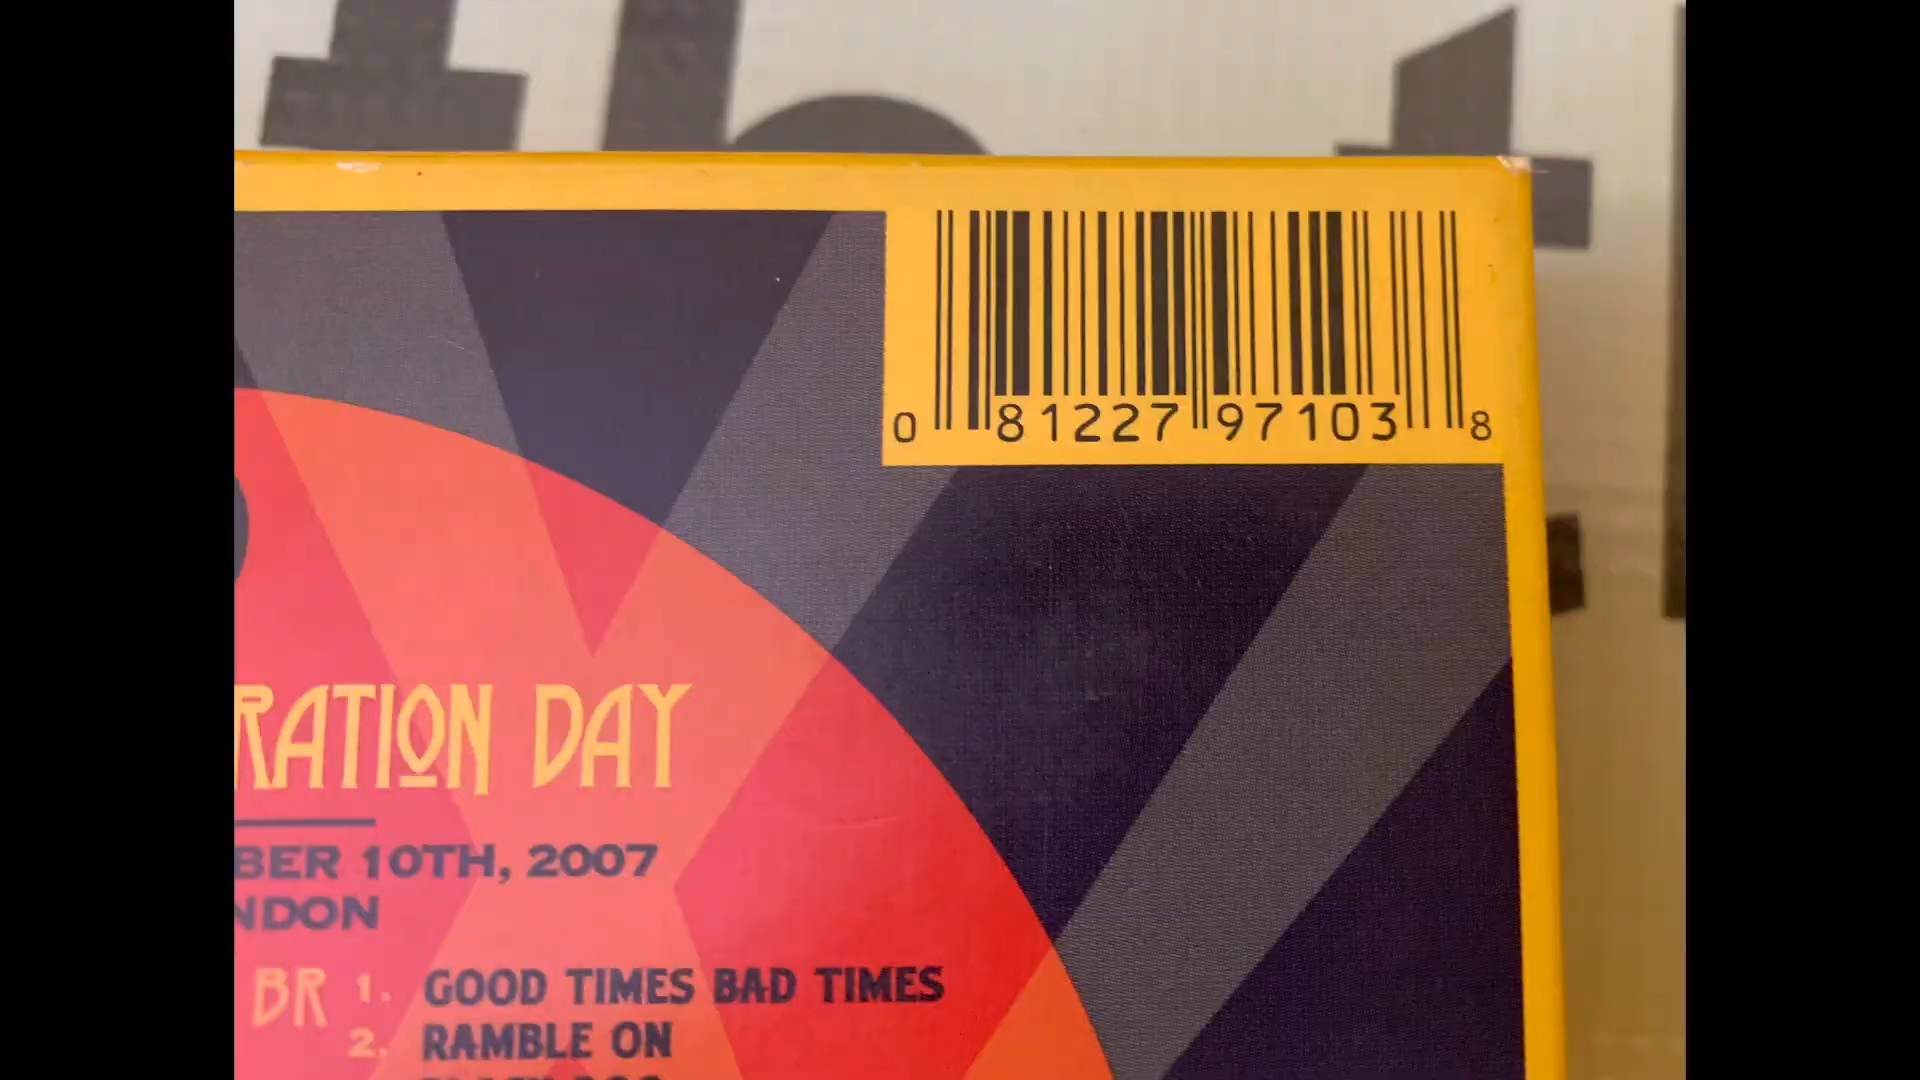 0 81227 97103 8
RATION DAY
BER 10TH, 2007
NDON
BR 1. GOOD TIMES BAD TIMES
2. RAMBLE ON